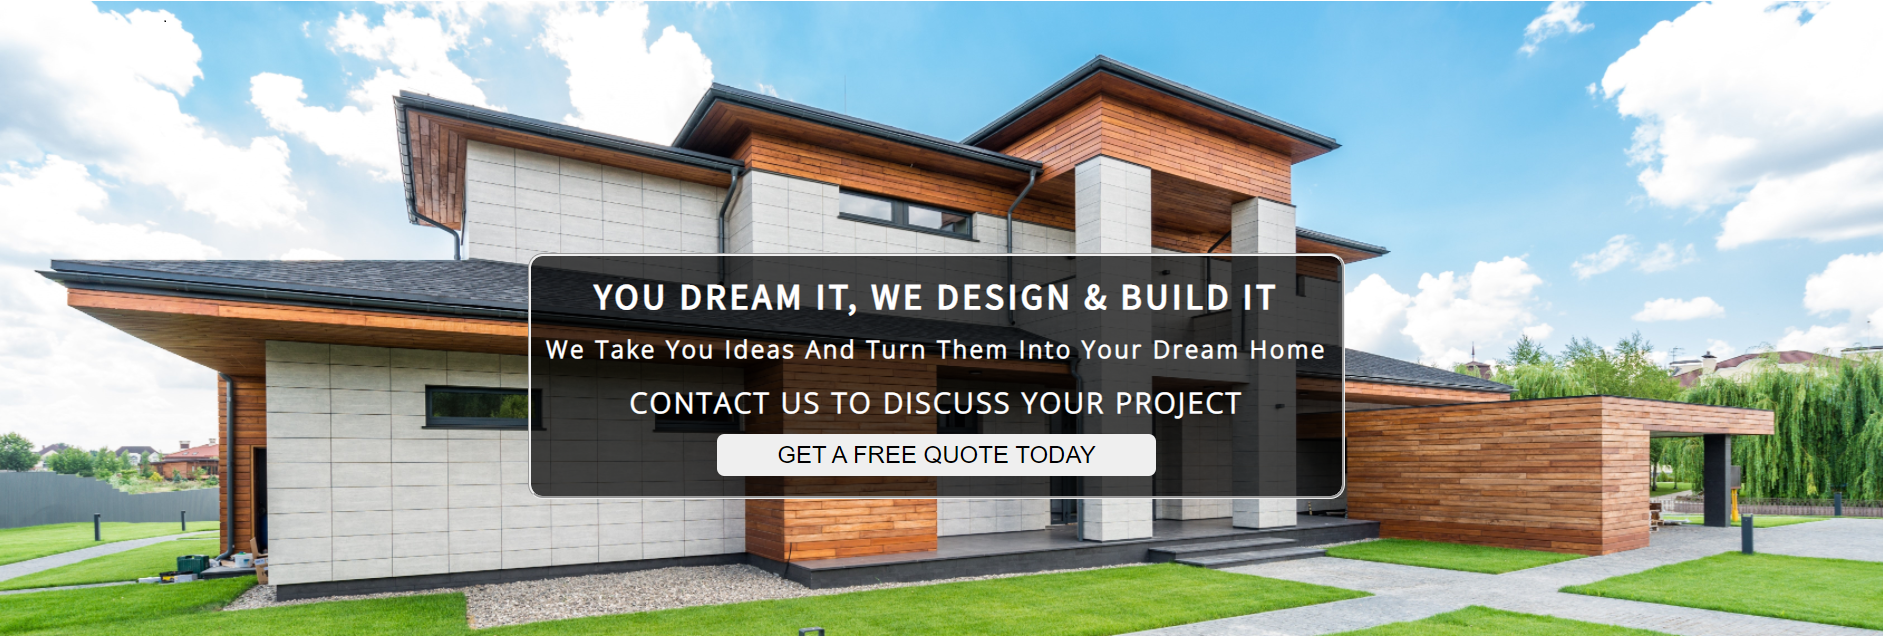 YOU DREAM IT, WE DESIGN & BUILD IT
We Take You Ideas And Turn Them Into Your Dream Home
CONTACT US TO DISCUSS YOUR PROJECT
GET A FREE QUOTE TODAY